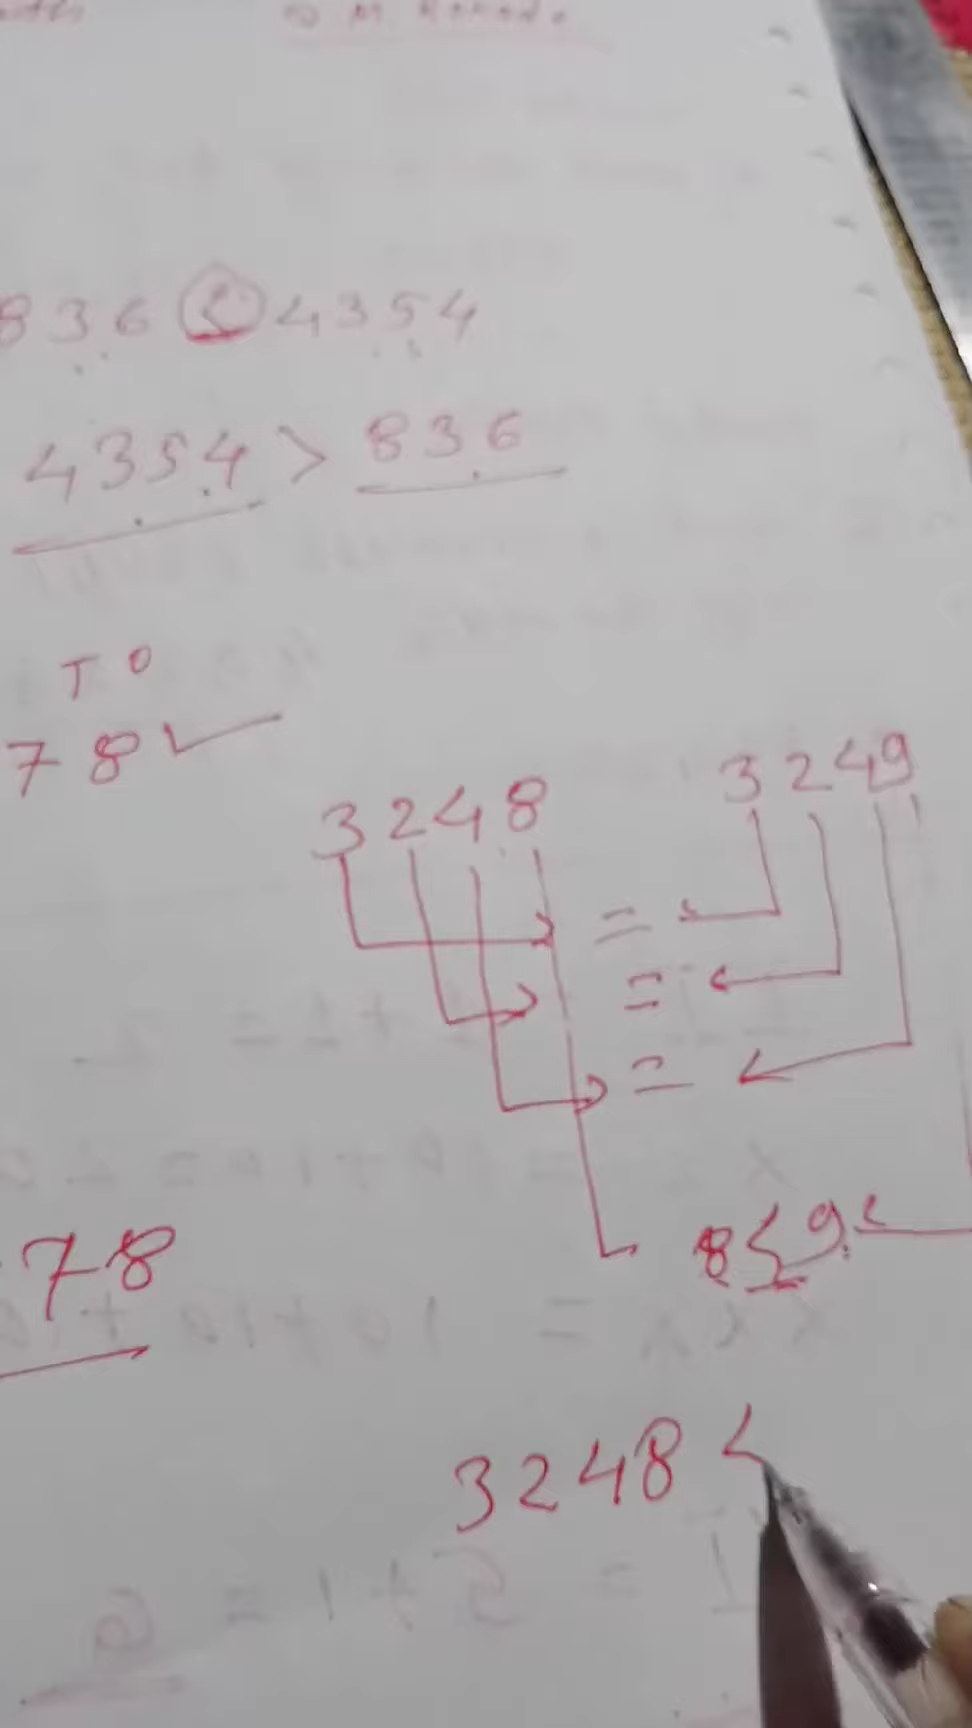 836 < 4354
4354 > 836
T O
78 ✓
3248 3249
=
=
=
8 < 9
78
3248 <